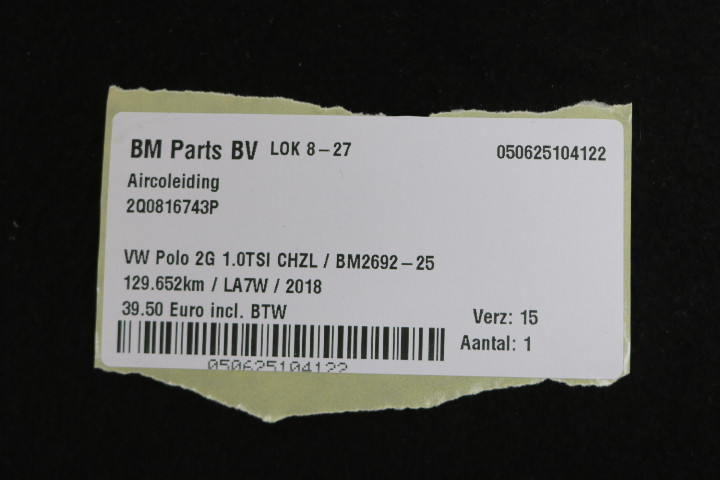 BM Parts BV LOK 8-27 050625104122
Aircoleiding
2Q0816743P
VW Polo 2G 1.0TSI CHZL / BM2692-25
129.652km / LA7W / 2018
39.50 Euro incl. BTW Verz: 15
Aantal: 1
050625104122